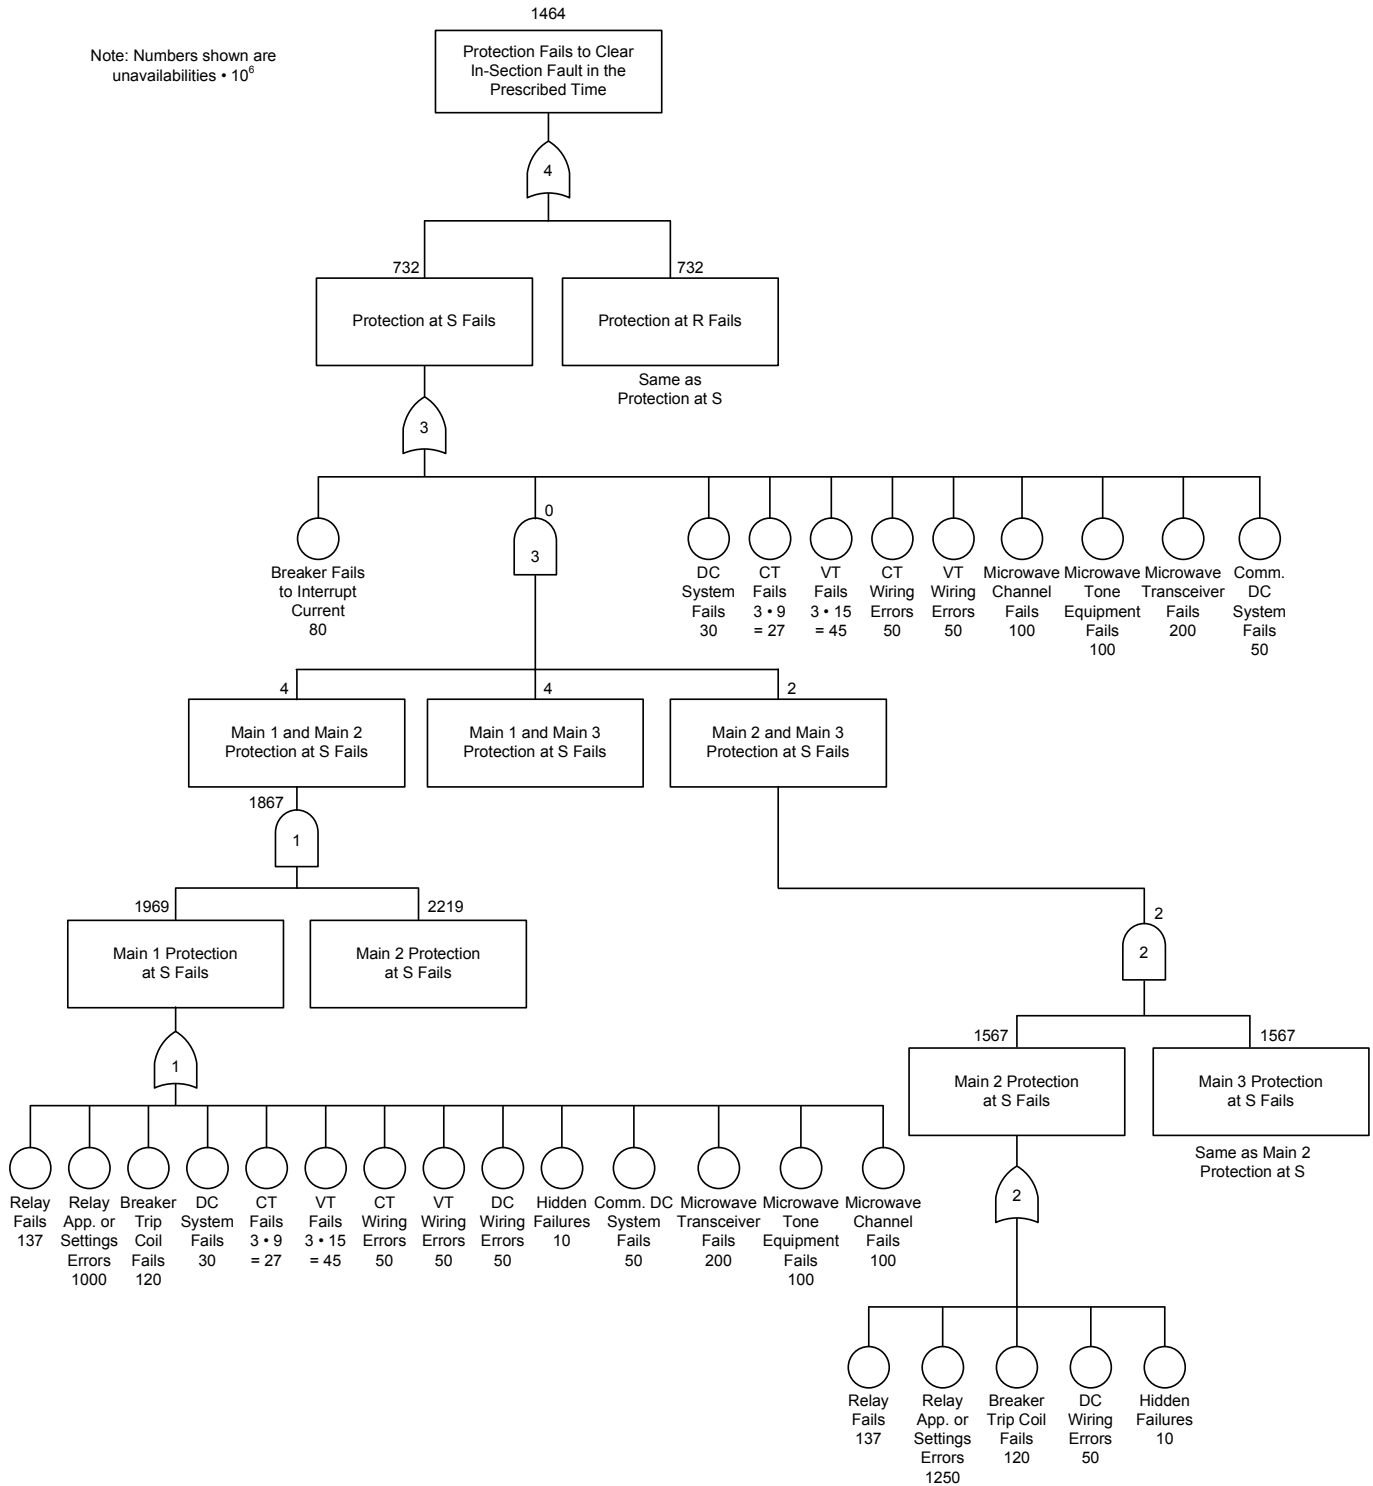 1464
Note: Numbers shown are
unavailabilities • 10⁶
Protection Fails to Clear
In-Section Fault in the
Prescribed Time
4
732
732
Protection at S Fails
Protection at R Fails
Same as
Protection at S
3
0
3
Breaker Fails
to Interrupt
Current
80
DC
System
Fails
30
CT
Fails
3 • 9
= 27
VT
Fails
3 • 15
= 45
CT
Wiring
Errors
50
VT
Wiring
Errors
50
Microwave
Channel
Fails
100
Microwave
Tone
Equipment
Fails
100
Microwave
Transceiver
Fails
200
Comm.
DC
System
Fails
50
4
4
2
Main 1 and Main 2
Protection at S Fails
Main 1 and Main 3
Protection at S Fails
Main 2 and Main 3
Protection at S Fails
1867
1
1969
2219
Main 1 Protection
at S Fails
Main 2 Protection
at S Fails
2
2
1567
1567
Main 2 Protection
at S Fails
Main 3 Protection
at S Fails
Same as Main 2
Protection at S
1
Relay
Fails
137
Relay
App. or
Settings
Errors
1000
Breaker
Trip
Coil
Fails
120
DC
System
Fails
30
CT
Fails
3 • 9
= 27
VT
Fails
3 • 15
= 45
CT
Wiring
Errors
50
VT
Wiring
Errors
50
DC
Wiring
Errors
50
Hidden
Failures
10
Comm. DC
System
Fails
50
Microwave
Transceiver
Fails
200
Microwave
Tone
Equipment
Fails
100
Microwave
Channel
Fails
100
2
Relay
Fails
137
Relay
App. or
Settings
Errors
1250
Breaker
Trip Coil
Fails
120
DC
Wiring
Errors
50
Hidden
Failures
10